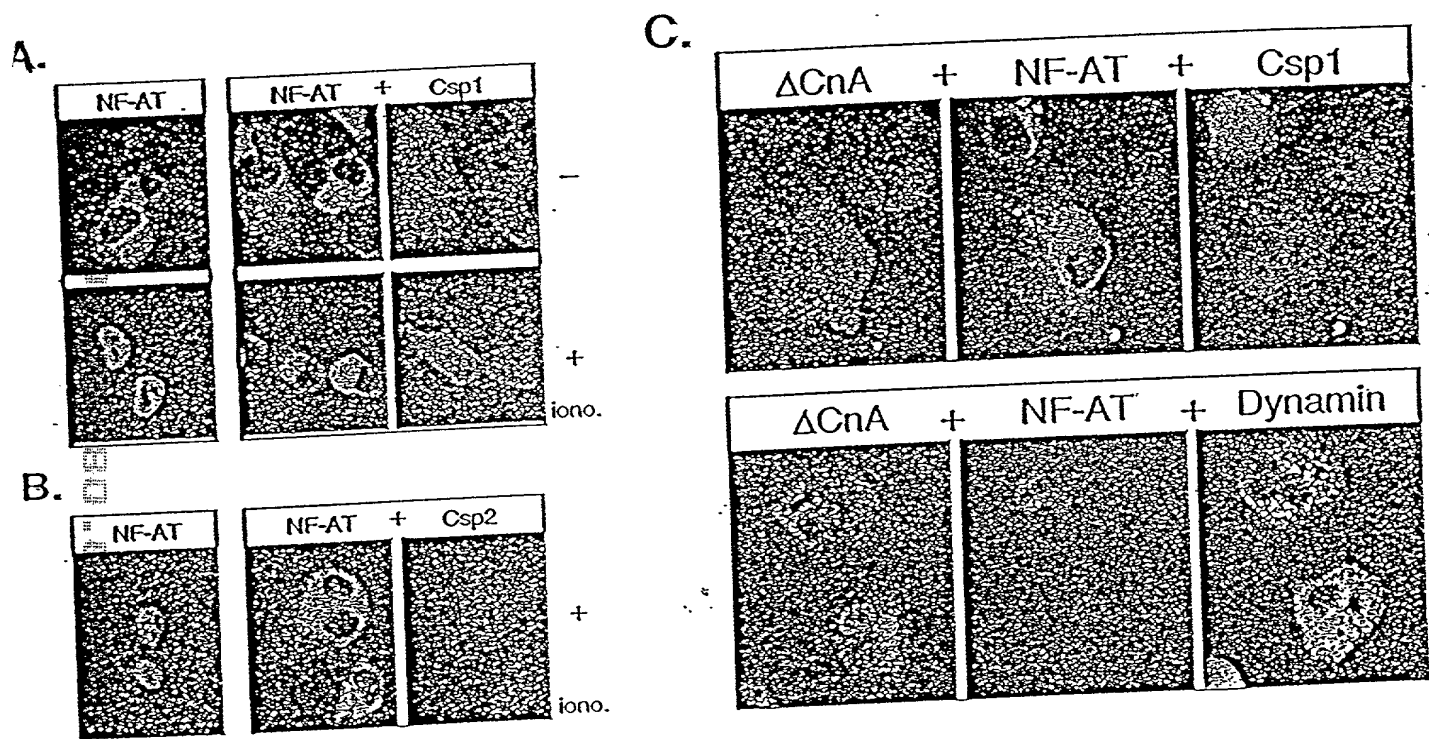 A.
NF-AT
NF-AT + Csp1
−
+
iono.
B.
NF-AT
NF-AT + Csp2
+
iono.
C.
ΔCnA + NF-AT + Csp1
ΔCnA + NF-AT + Dynamin